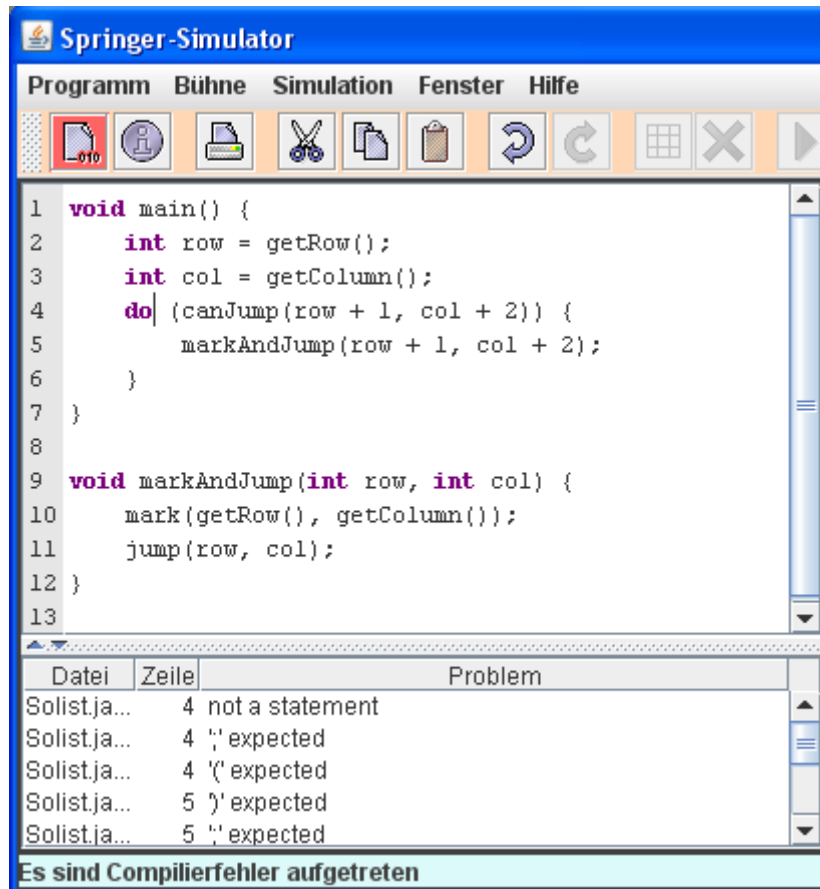 Springer-Simulator
Programm Bühne Simulation Fenster Hilfe
010
1 void main() {
2 int row = getRow();
3 int col = getColumn();
4 do (canJump(row + 1, col + 2)) {
5 markAndJump(row + 1, col + 2);
6 }
7 }
8
9 void markAndJump(int row, int col) {
10 mark(getRow(), getColumn());
11 jump(row, col);
12 }
13
Datei Zeile Problem
Solist.ja... 4 not a statement
Solist.ja... 4 ';' expected
Solist.ja... 4 '(' expected
Solist.ja... 5 ')' expected
Solist.ja... 5 ';' expected
Es sind Compilierfehler aufgetreten